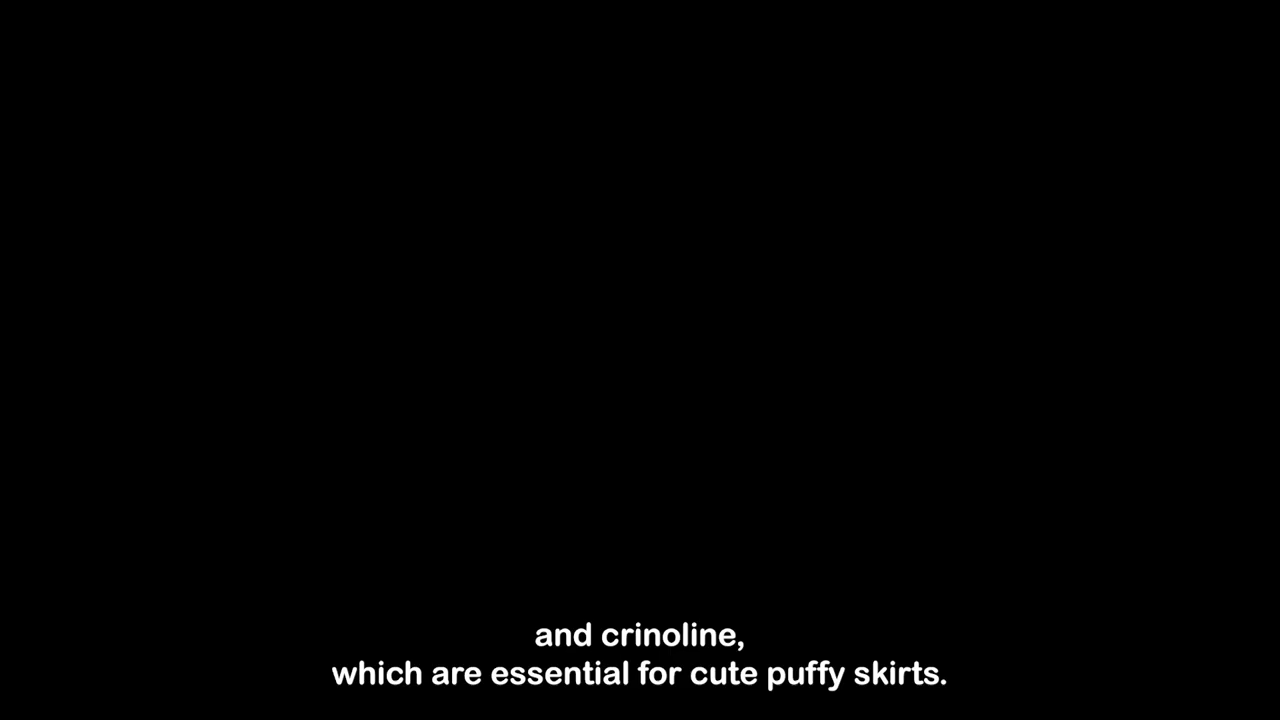 and crinoline,
which are essential for cute puffy skirts.